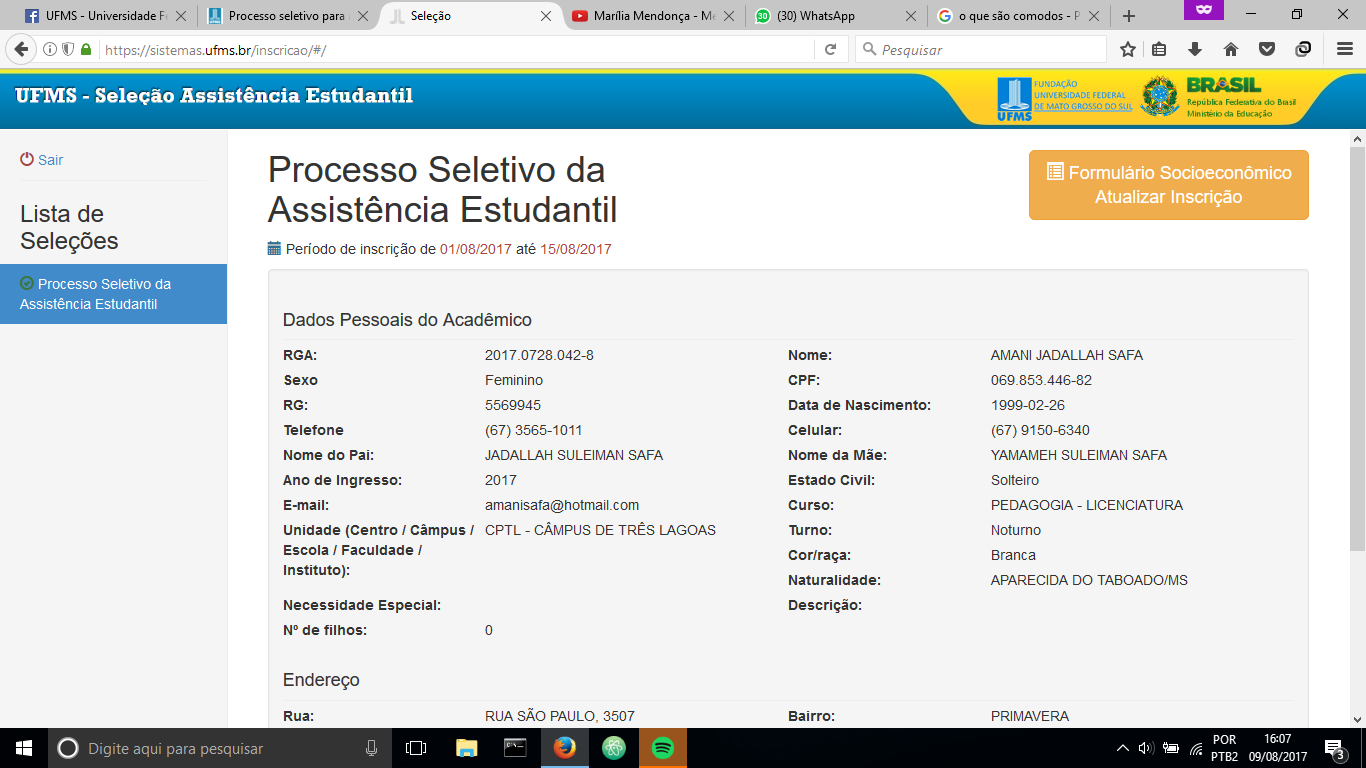 UFMS - Universidade F
Processo seletivo para
Seleção
Marília Mendonça - M
(30) WhatsApp
o que são comodos - P
https://sistemas.ufms.br/inscricao/#/
Pesquisar
UFMS - Seleção Assistência Estudantil
UFMS
FUNDAÇÃO
UNIVERSIDADE FEDERAL
DE MATO GROSSO DO SUL
BRASIL
República Federativa do Brasil
Ministério da Educação
Sair
Lista de
Seleções
Processo Seletivo da
Assistência Estudantil
Processo Seletivo da
Assistência Estudantil
Formulário Socioeconômico
Atualizar Inscrição
Período de inscrição de 01/08/2017 até 15/08/2017
Dados Pessoais do Acadêmico
RGA: 2017.0728.042-8 Nome: AMANI JADALLAH SAFA
Sexo Feminino CPF: 069.853.446-82
RG: 5569945 Data de Nascimento: 1999-02-26
Telefone (67) 3565-1011 Celular: (67) 9150-6340
Nome do Pai: JADALLAH SULEIMAN SAFA Nome da Mãe: YAMAMEH SULEIMAN SAFA
Ano de Ingresso: 2017 Estado Civil: Solteiro
E-mail: amanisafa@hotmail.com Curso: PEDAGOGIA - LICENCIATURA
Unidade (Centro / Câmpus / CPTL - CÂMPUS DE TRÊS LAGOAS Turno: Noturno
Escola / Faculdade / Cor/raça: Branca
Instituto): Naturalidade: APARECIDA DO TABOADO/MS
Necessidade Especial: Descrição:
Nº de filhos: 0
Endereço
Rua: RUA SÃO PAULO, 3507 Bairro: PRIMAVERA
Digite aqui para pesquisar
POR
PTB2
16:07
09/08/2017
3